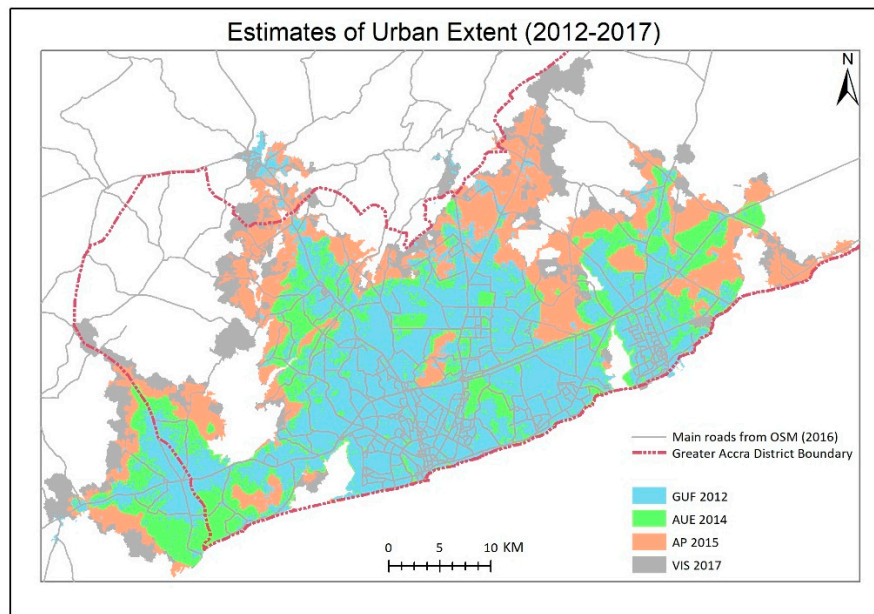 Estimates of Urban Extent (2012-2017)
N
Main roads from OSM (2016)
Greater Accra District Boundary
GUF 2012
AUE 2014
AP 2015
VIS 2017
0 5 10 KM